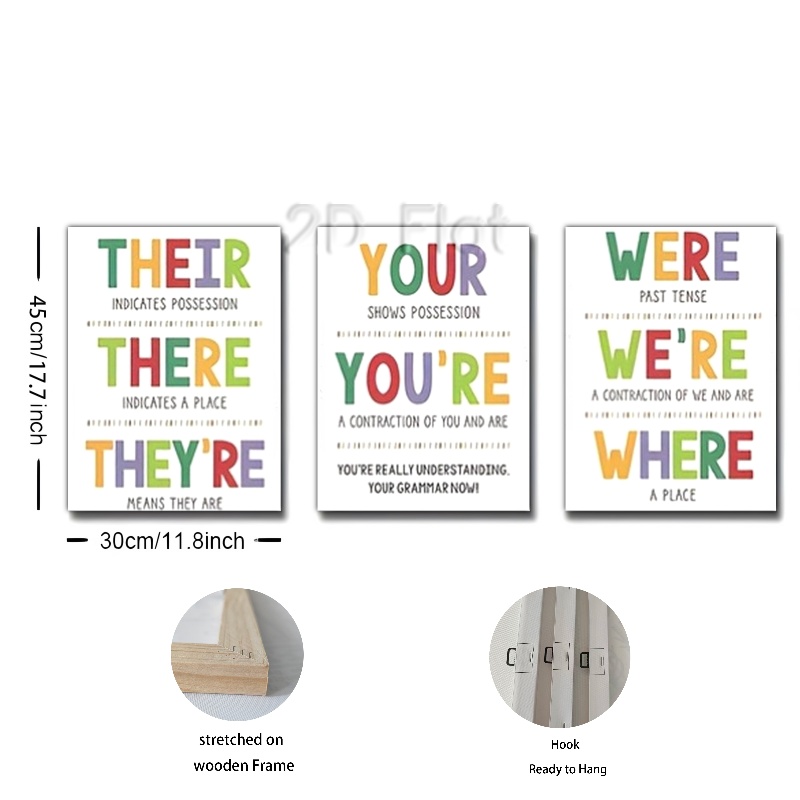 2D_Flat
THEIR
INDICATES POSSESSION
THERE
INDICATES A PLACE
THEY'RE
MEANS THEY ARE
YOUR
SHOWS POSSESSION
YOU'RE
A CONTRACTION OF YOU AND ARE
YOU'RE REALLY UNDERSTANDING.
YOUR GRAMMAR NOW!
WERE
PAST TENSE
WE'RE
A CONTRACTION OF WE AND ARE
WHERE
A PLACE
45cm/17.7inch
30cm/11.8inch
stretched on
wooden Frame
Hook
Ready to Hang